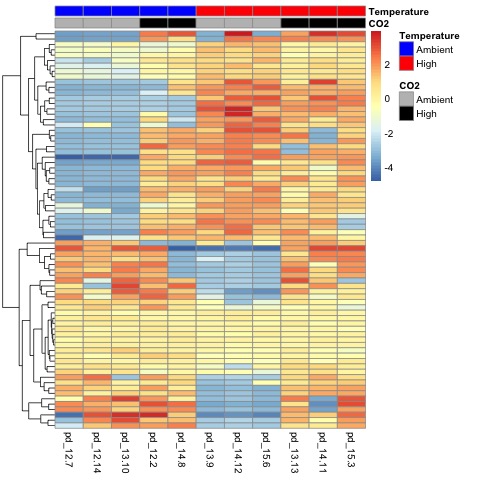 Temperature
CO2
Temperature
Ambient
High
CO2
Ambient
High
2
0
-2
-4
pd_12.7
pd_12.14
pd_13.10
pd_12.2
pd_14.8
pd_13.9
pd_14.12
pd_15.6
pd_13.13
pd_14.11
pd_15.3